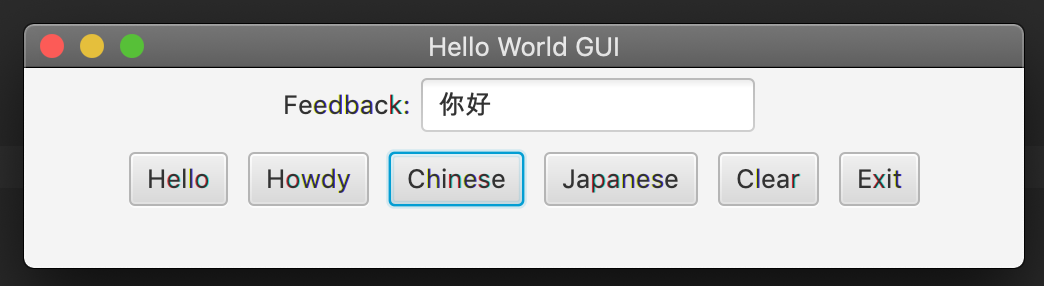 Hello World GUI
Feedback: 你好
Hello Howdy Chinese Japanese Clear Exit